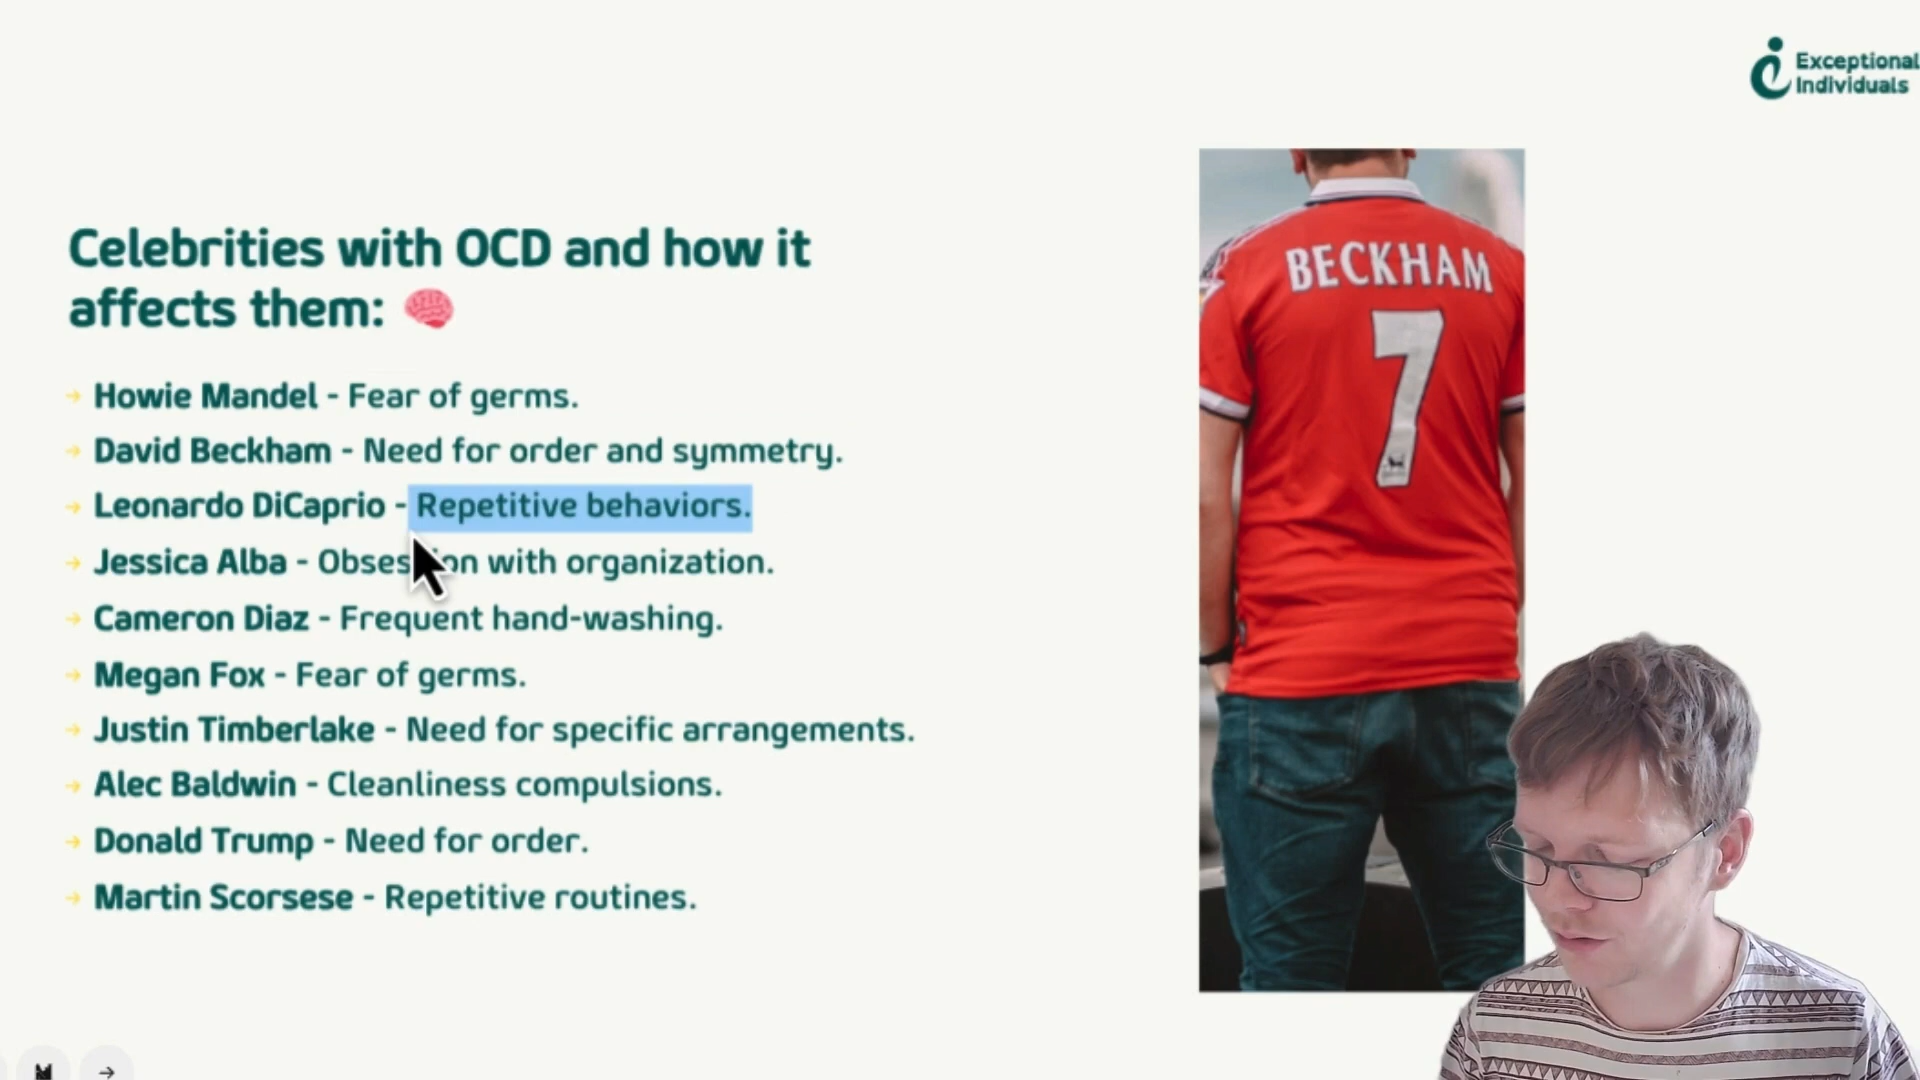 Exceptional
Individuals
Celebrities with OCD and how it
affects them:
Howie Mandel - Fear of germs.
David Beckham - Need for order and symmetry.
Leonardo DiCaprio - Repetitive behaviors.
Jessica Alba - Obsession with organization.
Cameron Diaz - Frequent hand-washing.
Megan Fox - Fear of germs.
Justin Timberlake - Need for specific arrangements.
Alec Baldwin - Cleanliness compulsions.
Donald Trump - Need for order.
Martin Scorsese - Repetitive routines.
BECKHAM
7